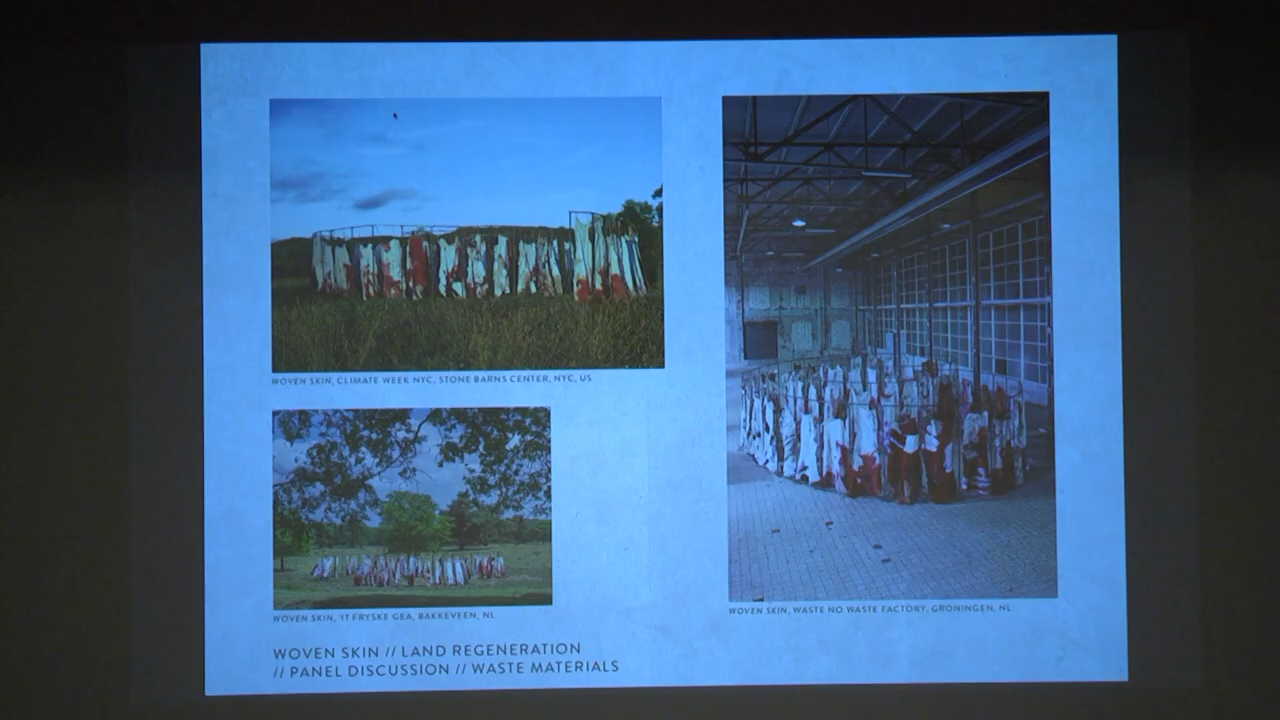 WOVEN SKIN, CLIMATE WEEK NYC, STONE BARNS CENTER, NYC, US
WOVEN SKIN, IT FRYSKE GEA, BAKKEVEEN, NL
WOVEN SKIN, WASTE NO WASTE FACTORY, GRONINGEN, NL
WOVEN SKIN // LAND REGENERATION
// PANEL DISCUSSION // WASTE MATERIALS